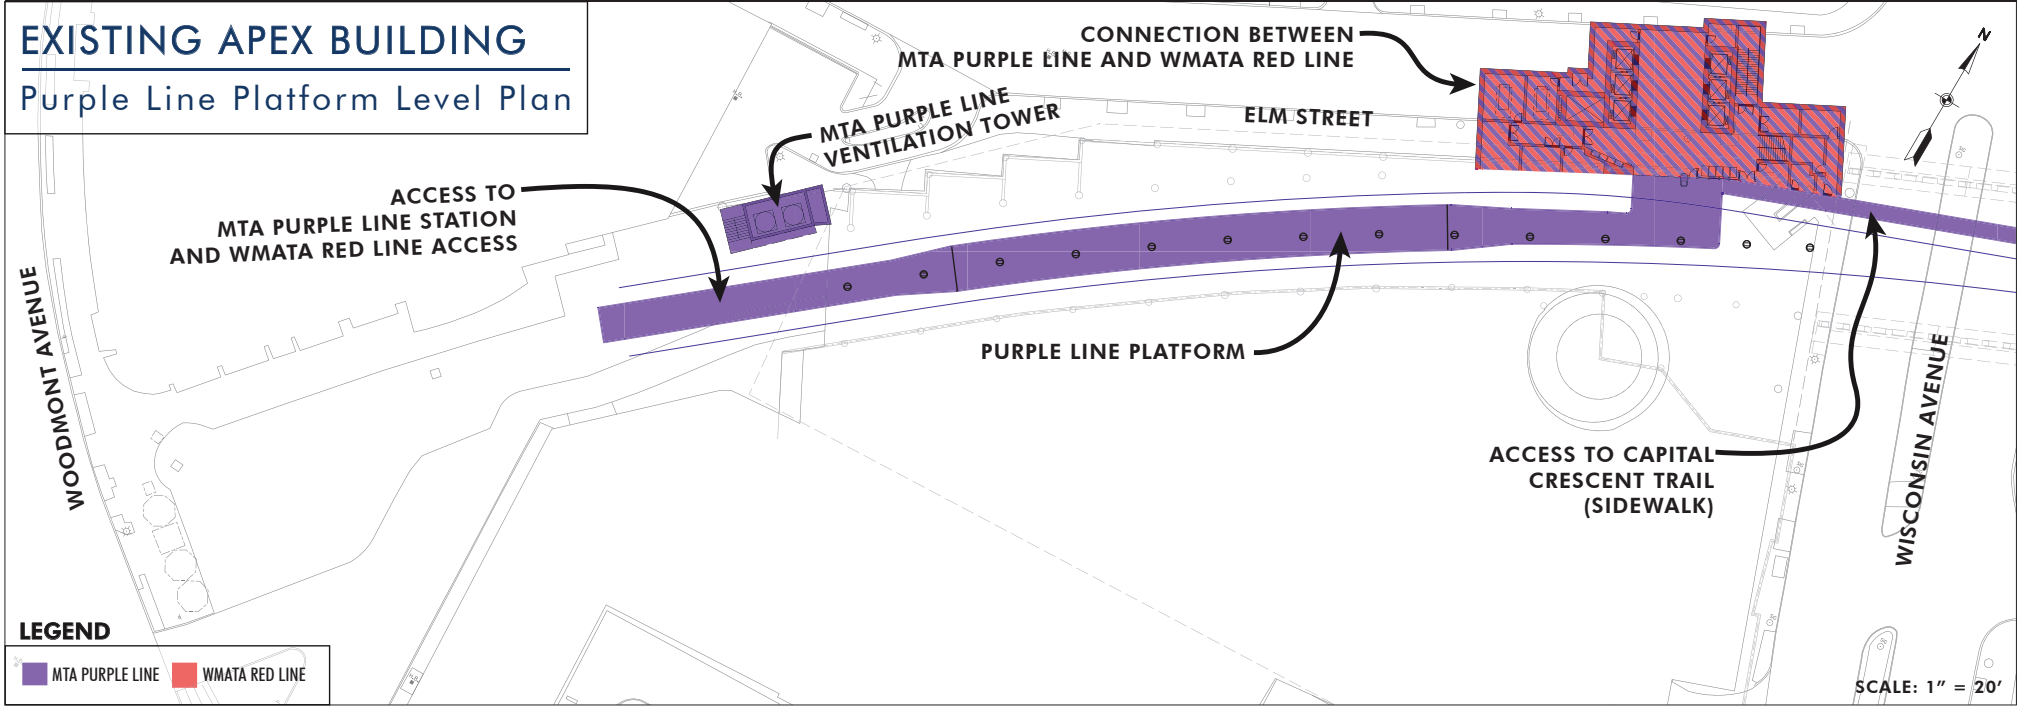 EXISTING APEX BUILDING
Purple Line Platform Level Plan
CONNECTION BETWEEN
MTA PURPLE LINE AND WMATA RED LINE
N
MTA PURPLE LINE
VENTILATION TOWER
ELM STREET
ACCESS TO
MTA PURPLE LINE STATION
AND WMATA RED LINE ACCESS
WOODMONT AVENUE
PURPLE LINE PLATFORM
ACCESS TO CAPITAL
CRESCENT TRAIL
(SIDEWALK)
WISCONSIN AVENUE
LEGEND
MTA PURPLE LINE
WMATA RED LINE
SCALE: 1" = 20'